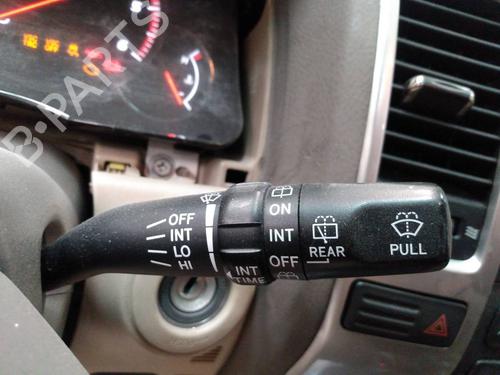 B-PARTS
OFF
INT
LO
HI
ON
INT
OFF
INT
TIME
REAR
PULL